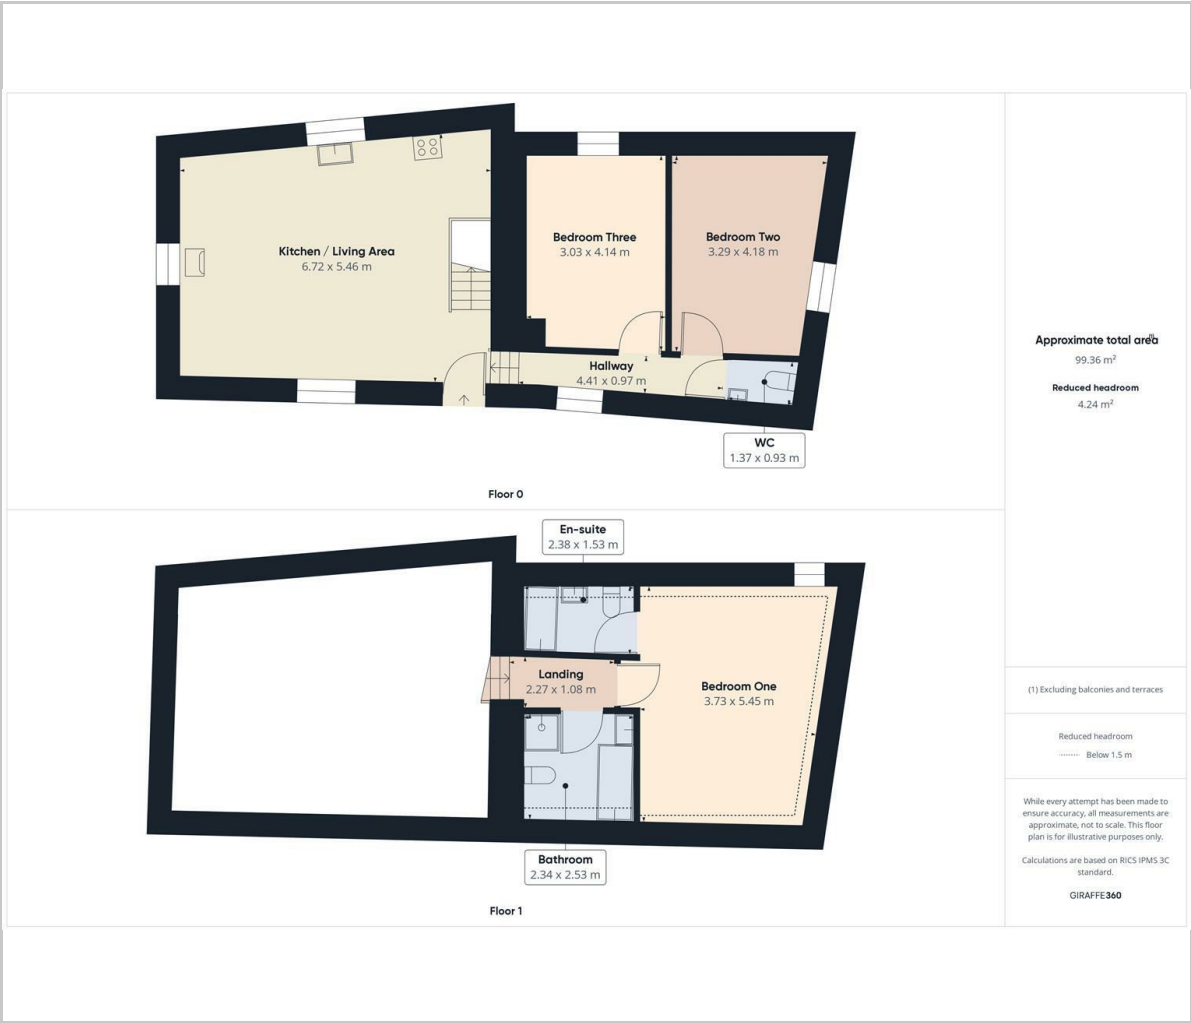 Kitchen / Living Area
6.72 x 5.46 m
Bedroom Three
3.03 x 4.14 m
Bedroom Two
3.29 x 4.18 m
Hallway
4.41 x 0.97 m
WC
1.37 x 0.93 m
Floor 0
En-suite
2.38 x 1.53 m
Landing
2.27 x 1.08 m
Bedroom One
3.73 x 5.45 m
Bathroom
2.34 x 2.53 m
Floor 1
Approximate total area(1)
99.36 m²
Reduced headroom
4.24 m²
(1) Excluding balconies and terraces
Reduced headroom
Below 1.5 m
While every attempt has been made to
ensure accuracy, all measurements are
approximate, not to scale. This floor
plan is for illustrative purposes only.
Calculations are based on RICS IPMS 3C
standard.
GIRAFFE360